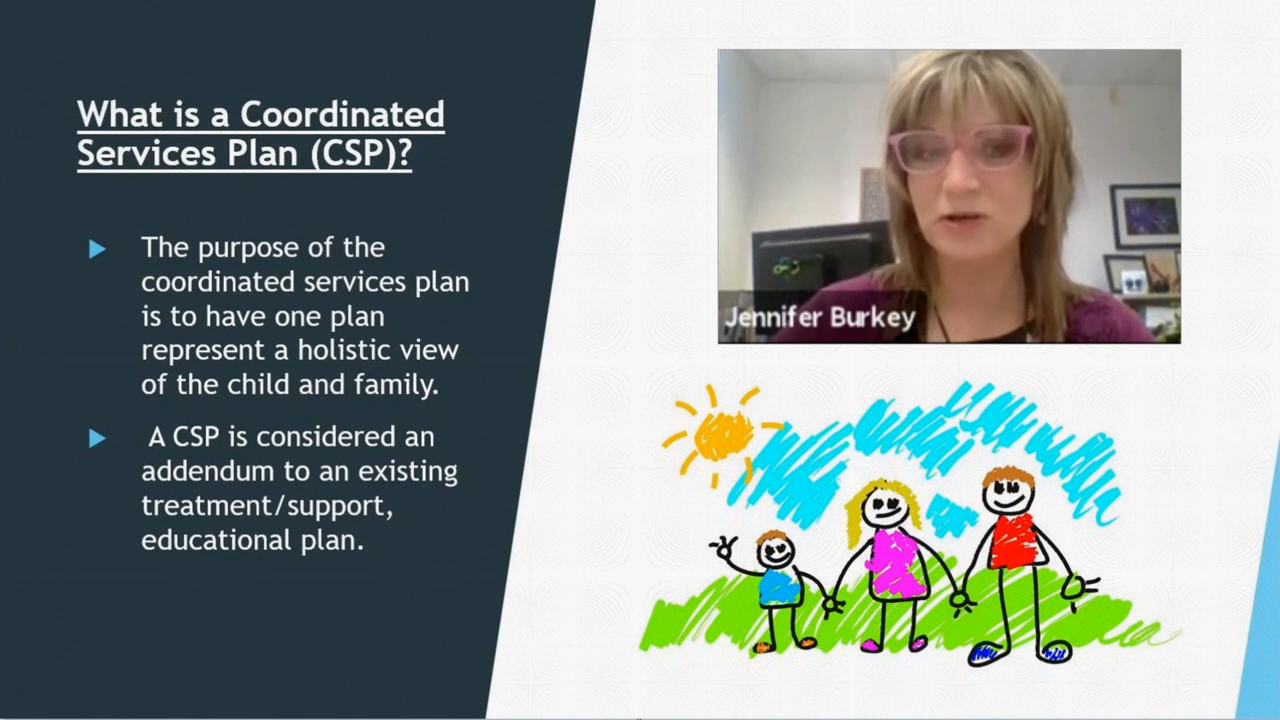 What is a Coordinated
Services Plan (CSP)?
The purpose of the
coordinated services plan
is to have one plan
represent a holistic view
of the child and family.
A CSP is considered an
addendum to an existing
treatment/support,
educational plan.
Jennifer Burkey